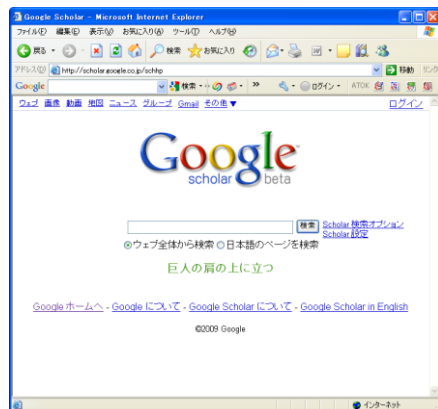 Google Scholar - Microsoft Internet Explorer
ファイル(F) 編集(E) 表示(V) お気に入り(A) ツール(T) ヘルプ(H)
戻る 検索 お気に入り
アドレス(D) http://scholar.google.co.jp/schhp 移動 リンク
Google 検索 ログイン ATOK
ウェブ 画像 動画 地図 ニュース グループ Gmail その他▼ ログイン
Google
scholar beta
検索 Scholar 検索オプション
Scholar 設定
ウェブ全体から検索 日本語のページを検索
巨人の肩の上に立つ
Google ホームへ - Google について - Google Scholar について - Google Scholar in English
©2009 Google
インターネット